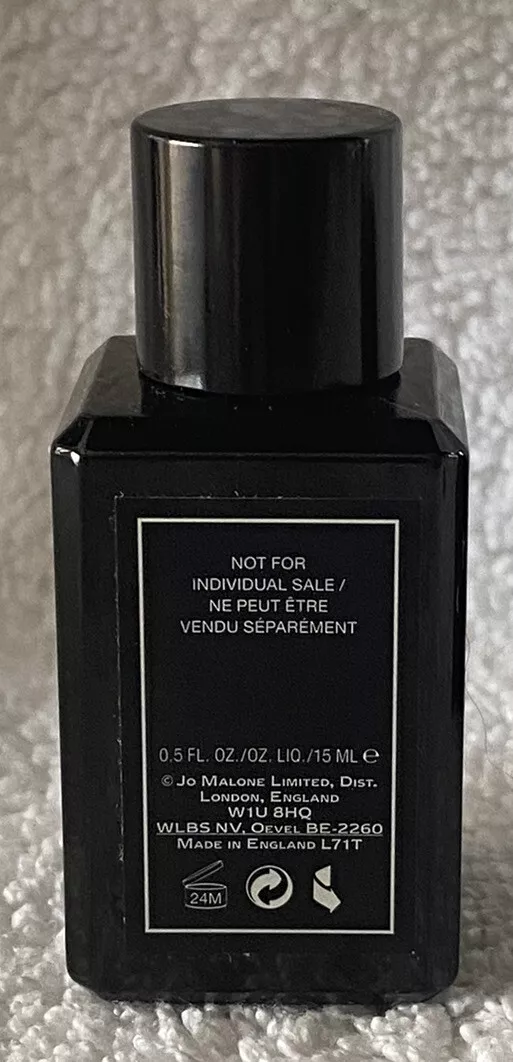 NOT FOR
INDIVIDUAL SALE /
NE PEUT ÊTRE
VENDU SÉPARÉMENT
0.5 FL. OZ./OZ. LIQ./15 ML ℮
© JO MALONE LIMITED, DIST.
LONDON, ENGLAND
W1U 8HQ
WLBS NV, OEVEL BE-2260
MADE IN ENGLAND L71T
24M